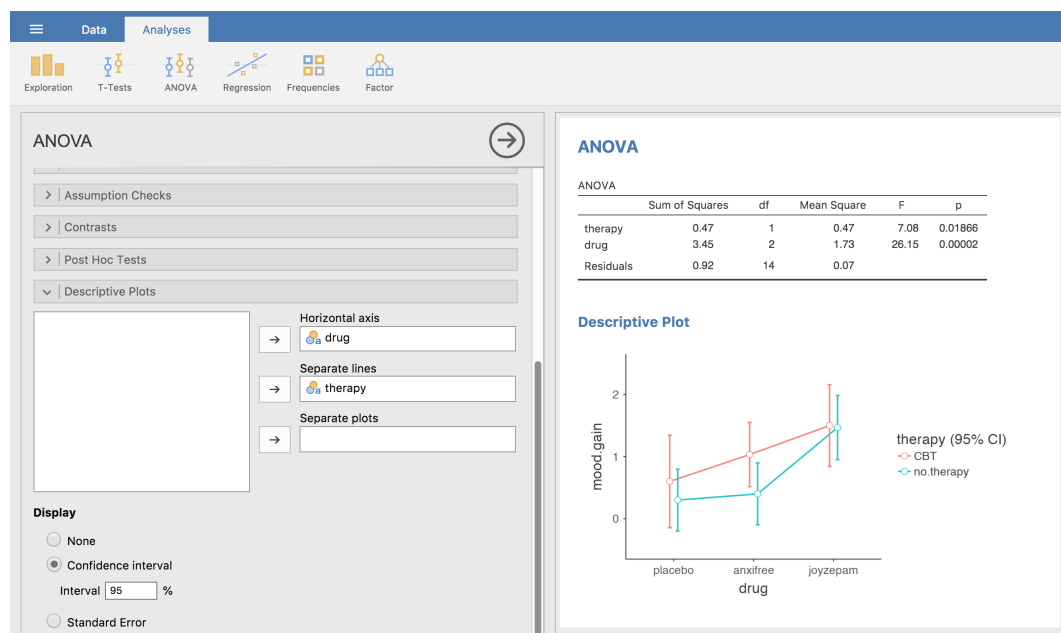 Data Analyses
Exploration T-Tests ANOVA Regression Frequencies Factor
ANOVA
Assumption Checks
Contrasts
Post Hoc Tests
Descriptive Plots
Horizontal axis
drug
Separate lines
therapy
Separate plots
Display
None
Confidence interval
Interval 95 %
Standard Error
ANOVA
ANOVA
Sum of Squares df Mean Square F p
therapy 0.47 1 0.47 7.08 0.01866
drug 3.45 2 1.73 26.15 0.00002
Residuals 0.92 14 0.07
Descriptive Plot
mood.gain
2
1
0
placebo anxifree joyzepam
drug
therapy (95% CI)
CBT
no.therapy